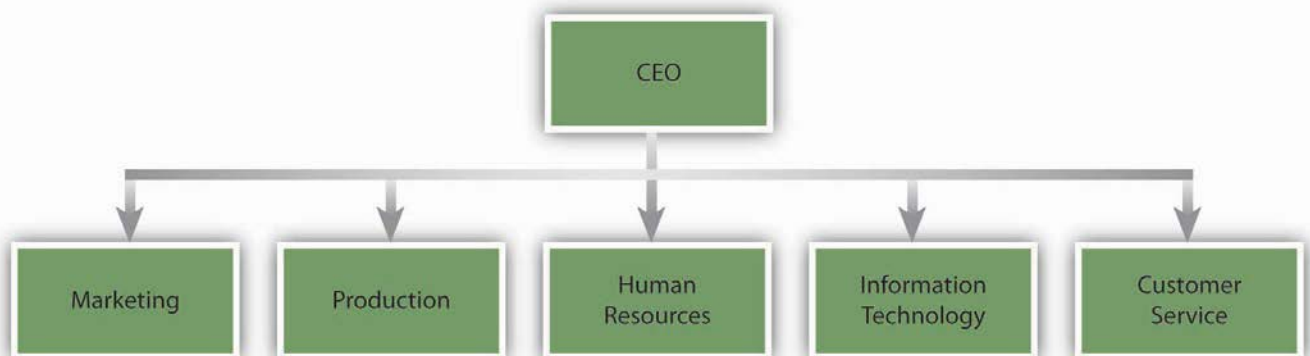 CEO
Marketing
Production
Human
Resources
Information
Technology
Customer
Service